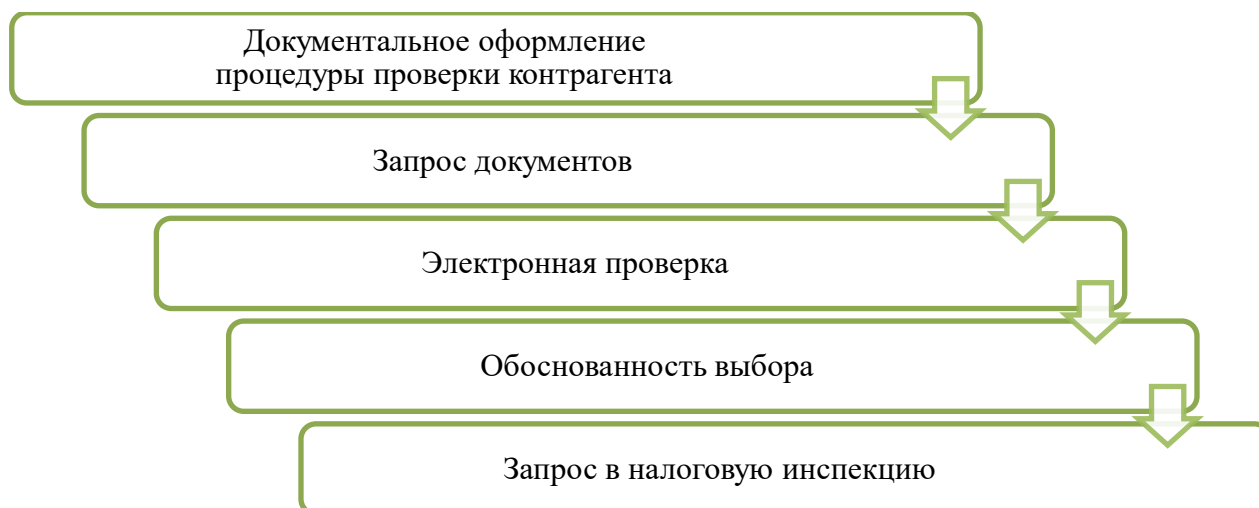 Документальное оформление
процедуры проверки контрагента
Запрос документов
Электронная проверка
Обоснованность выбора
Запрос в налоговую инспекцию